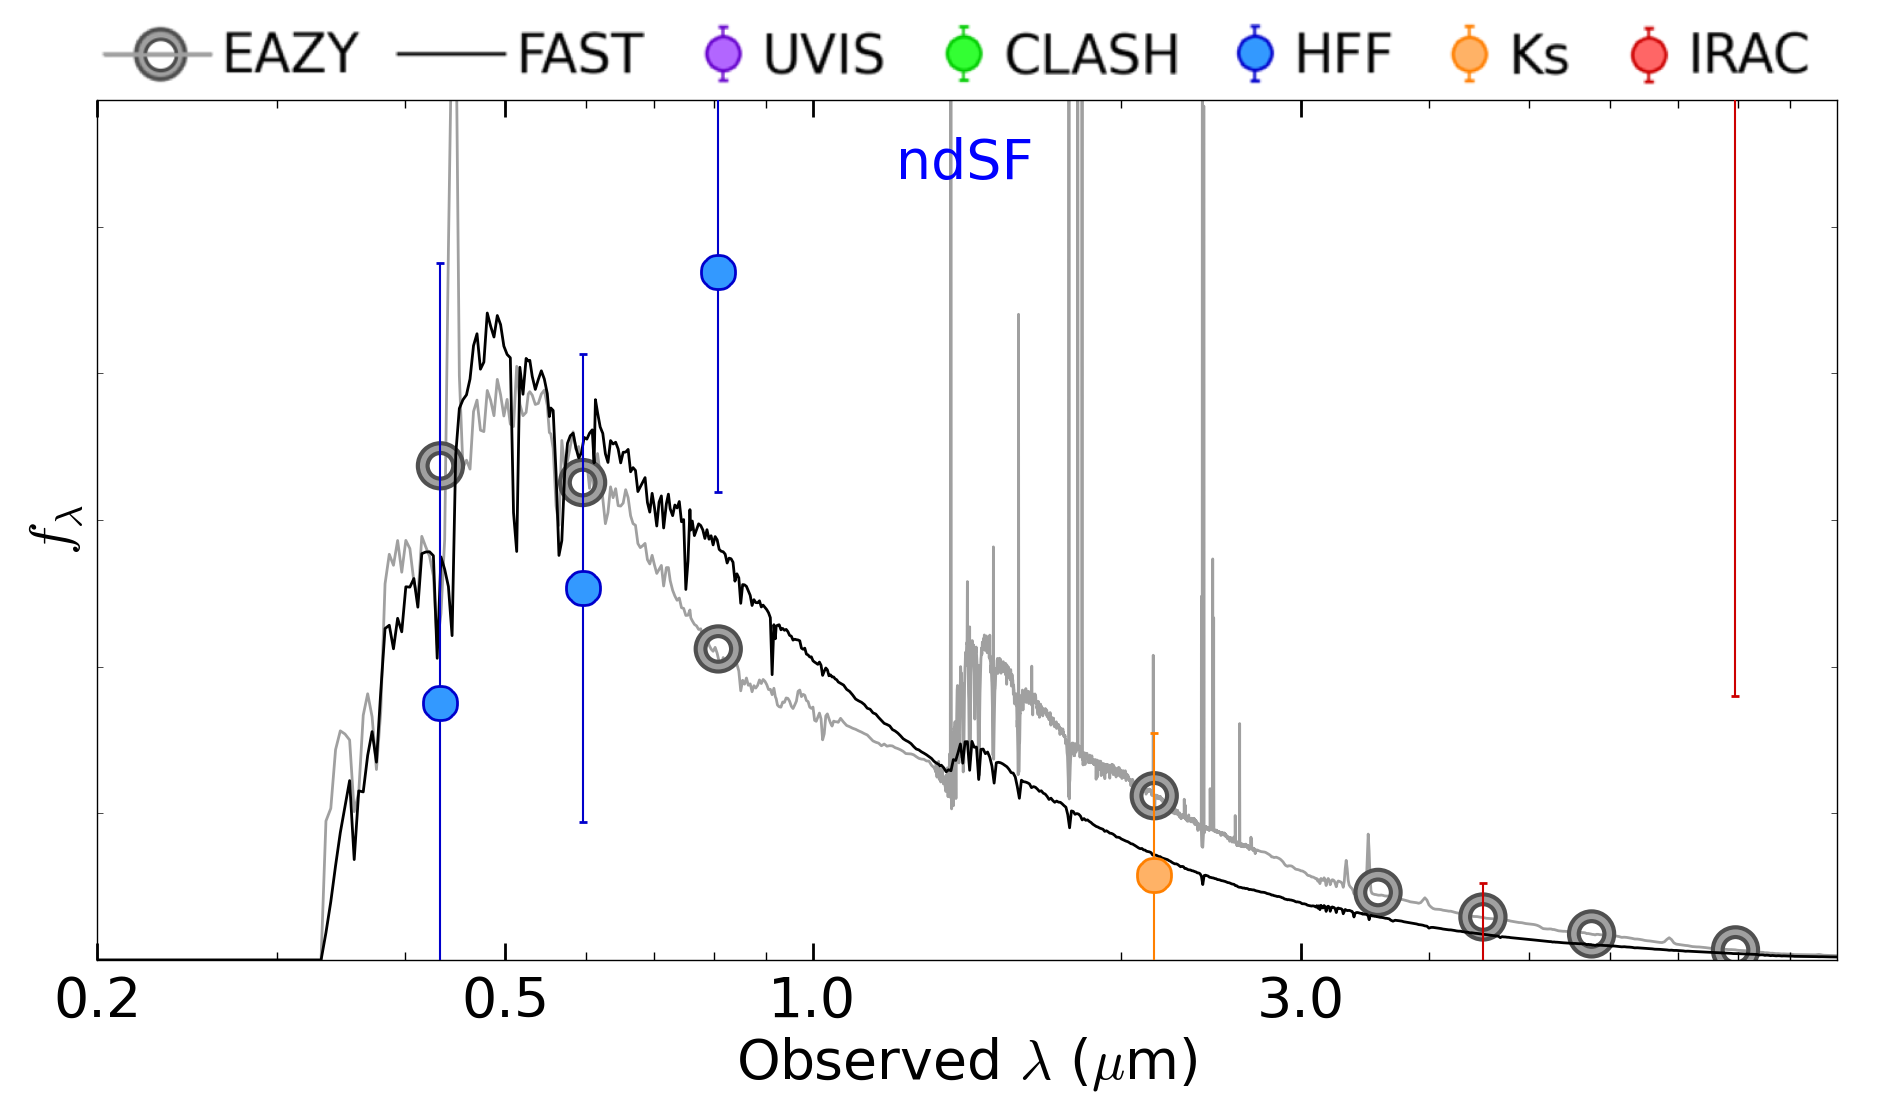 EAZY FAST UVIS CLASH HFF Ks IRAC
ndSF
f_λ
0.2 0.5 1.0 3.0
Observed λ (μm)